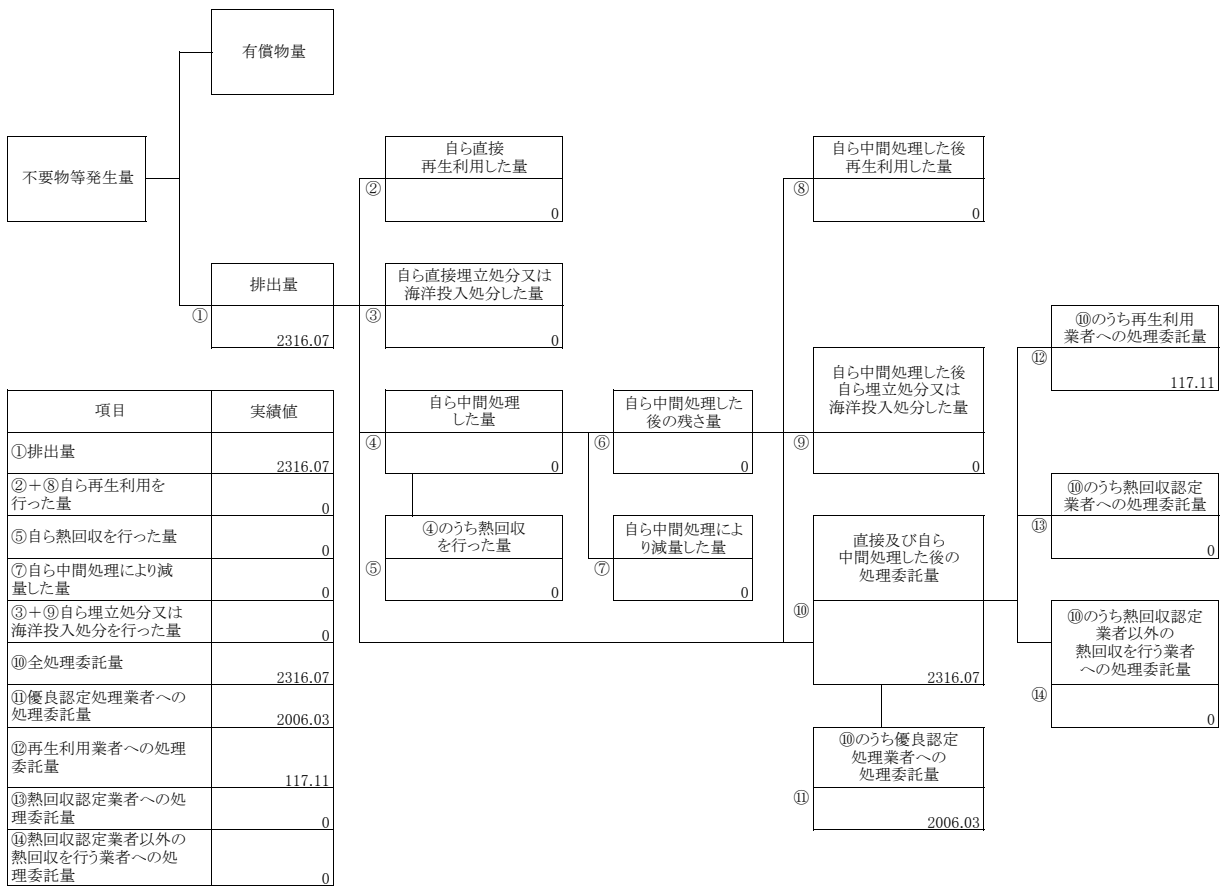 有償物量
不要物等発生量
排出量
①
2316.07
自ら直接
再生利用した量
②
0
自ら直接埋立処分又は
海洋投入処分した量
③
0
自ら中間処理
した量
④
0
④のうち熱回収
を行った量
⑤
0
自ら中間処理した
後の残さ量
⑥
0
自ら中間処理によ
り減量した量
⑦
0
自ら中間処理した後
再生利用した量
⑧
0
自ら中間処理した後
自ら埋立処分又は
海洋投入処分した量
⑨
0
直接及び自ら
中間処理した後の
処理委託量
⑩
2316.07
⑩のうち優良認定
処理業者への
処理委託量
⑪
2006.03
⑩のうち再生利用
業者への処理委託量
⑫
117.11
⑩のうち熱回収認定
業者への処理委託量
⑬
0
⑩のうち熱回収認定
業者以外の
熱回収を行う業者
への処理委託量
⑭
0
項目 実績値
①排出量
2316.07
②+⑧自ら再生利用を
行った量
0
⑤自ら熱回収を行った量
0
⑦自ら中間処理により減
量した量
0
③+⑨自ら埋立処分又は
海洋投入処分を行った量
0
⑩全処理委託量
2316.07
⑪優良認定処理業者への
処理委託量
2006.03
⑫再生利用業者への処理
委託量
117.11
⑬熱回収認定業者への処
理委託量
0
⑭熱回収認定業者以外の
熱回収を行う業者への処
理委託量
0